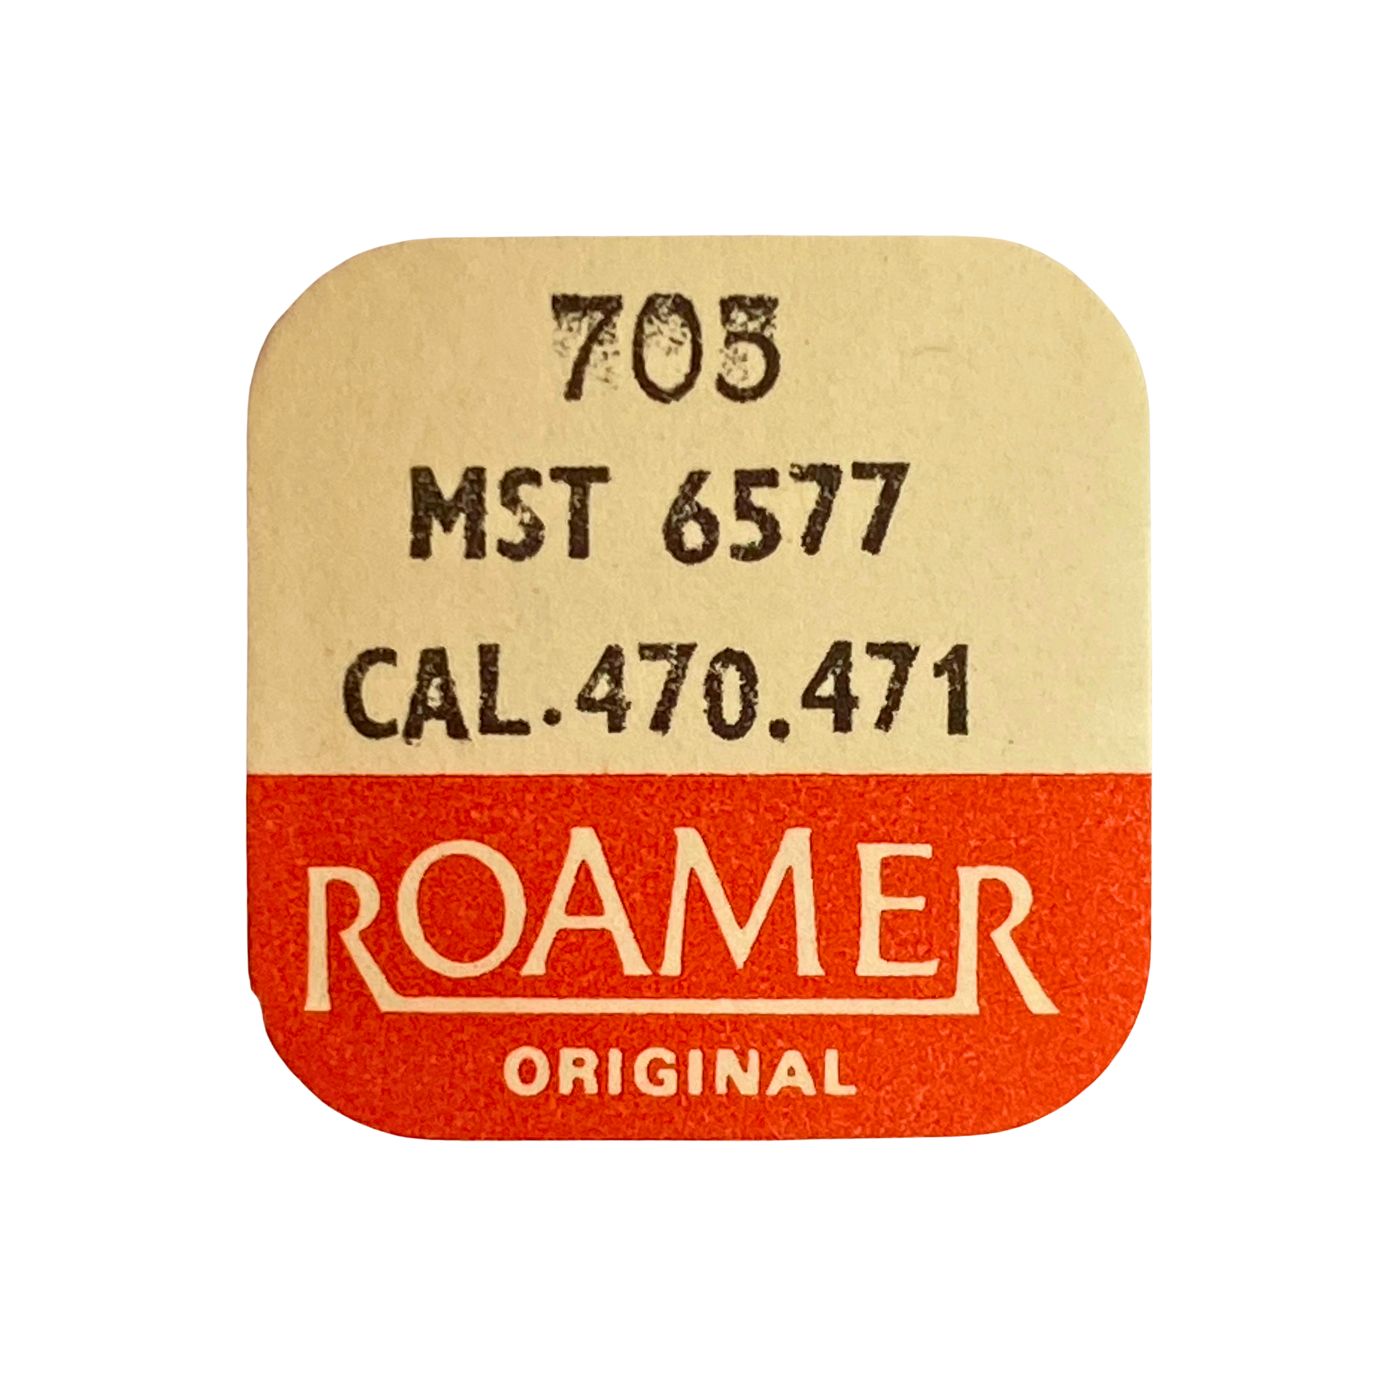 705
MST 6577
CAL.470.471
ROAMER
ORIGINAL